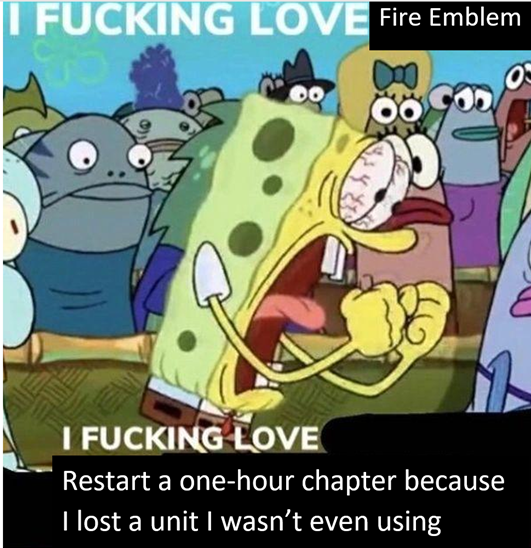 I FUCKING LOVE Fire Emblem
I FUCKING LOVE
Restart a one-hour chapter because
I lost a unit I wasn't even using